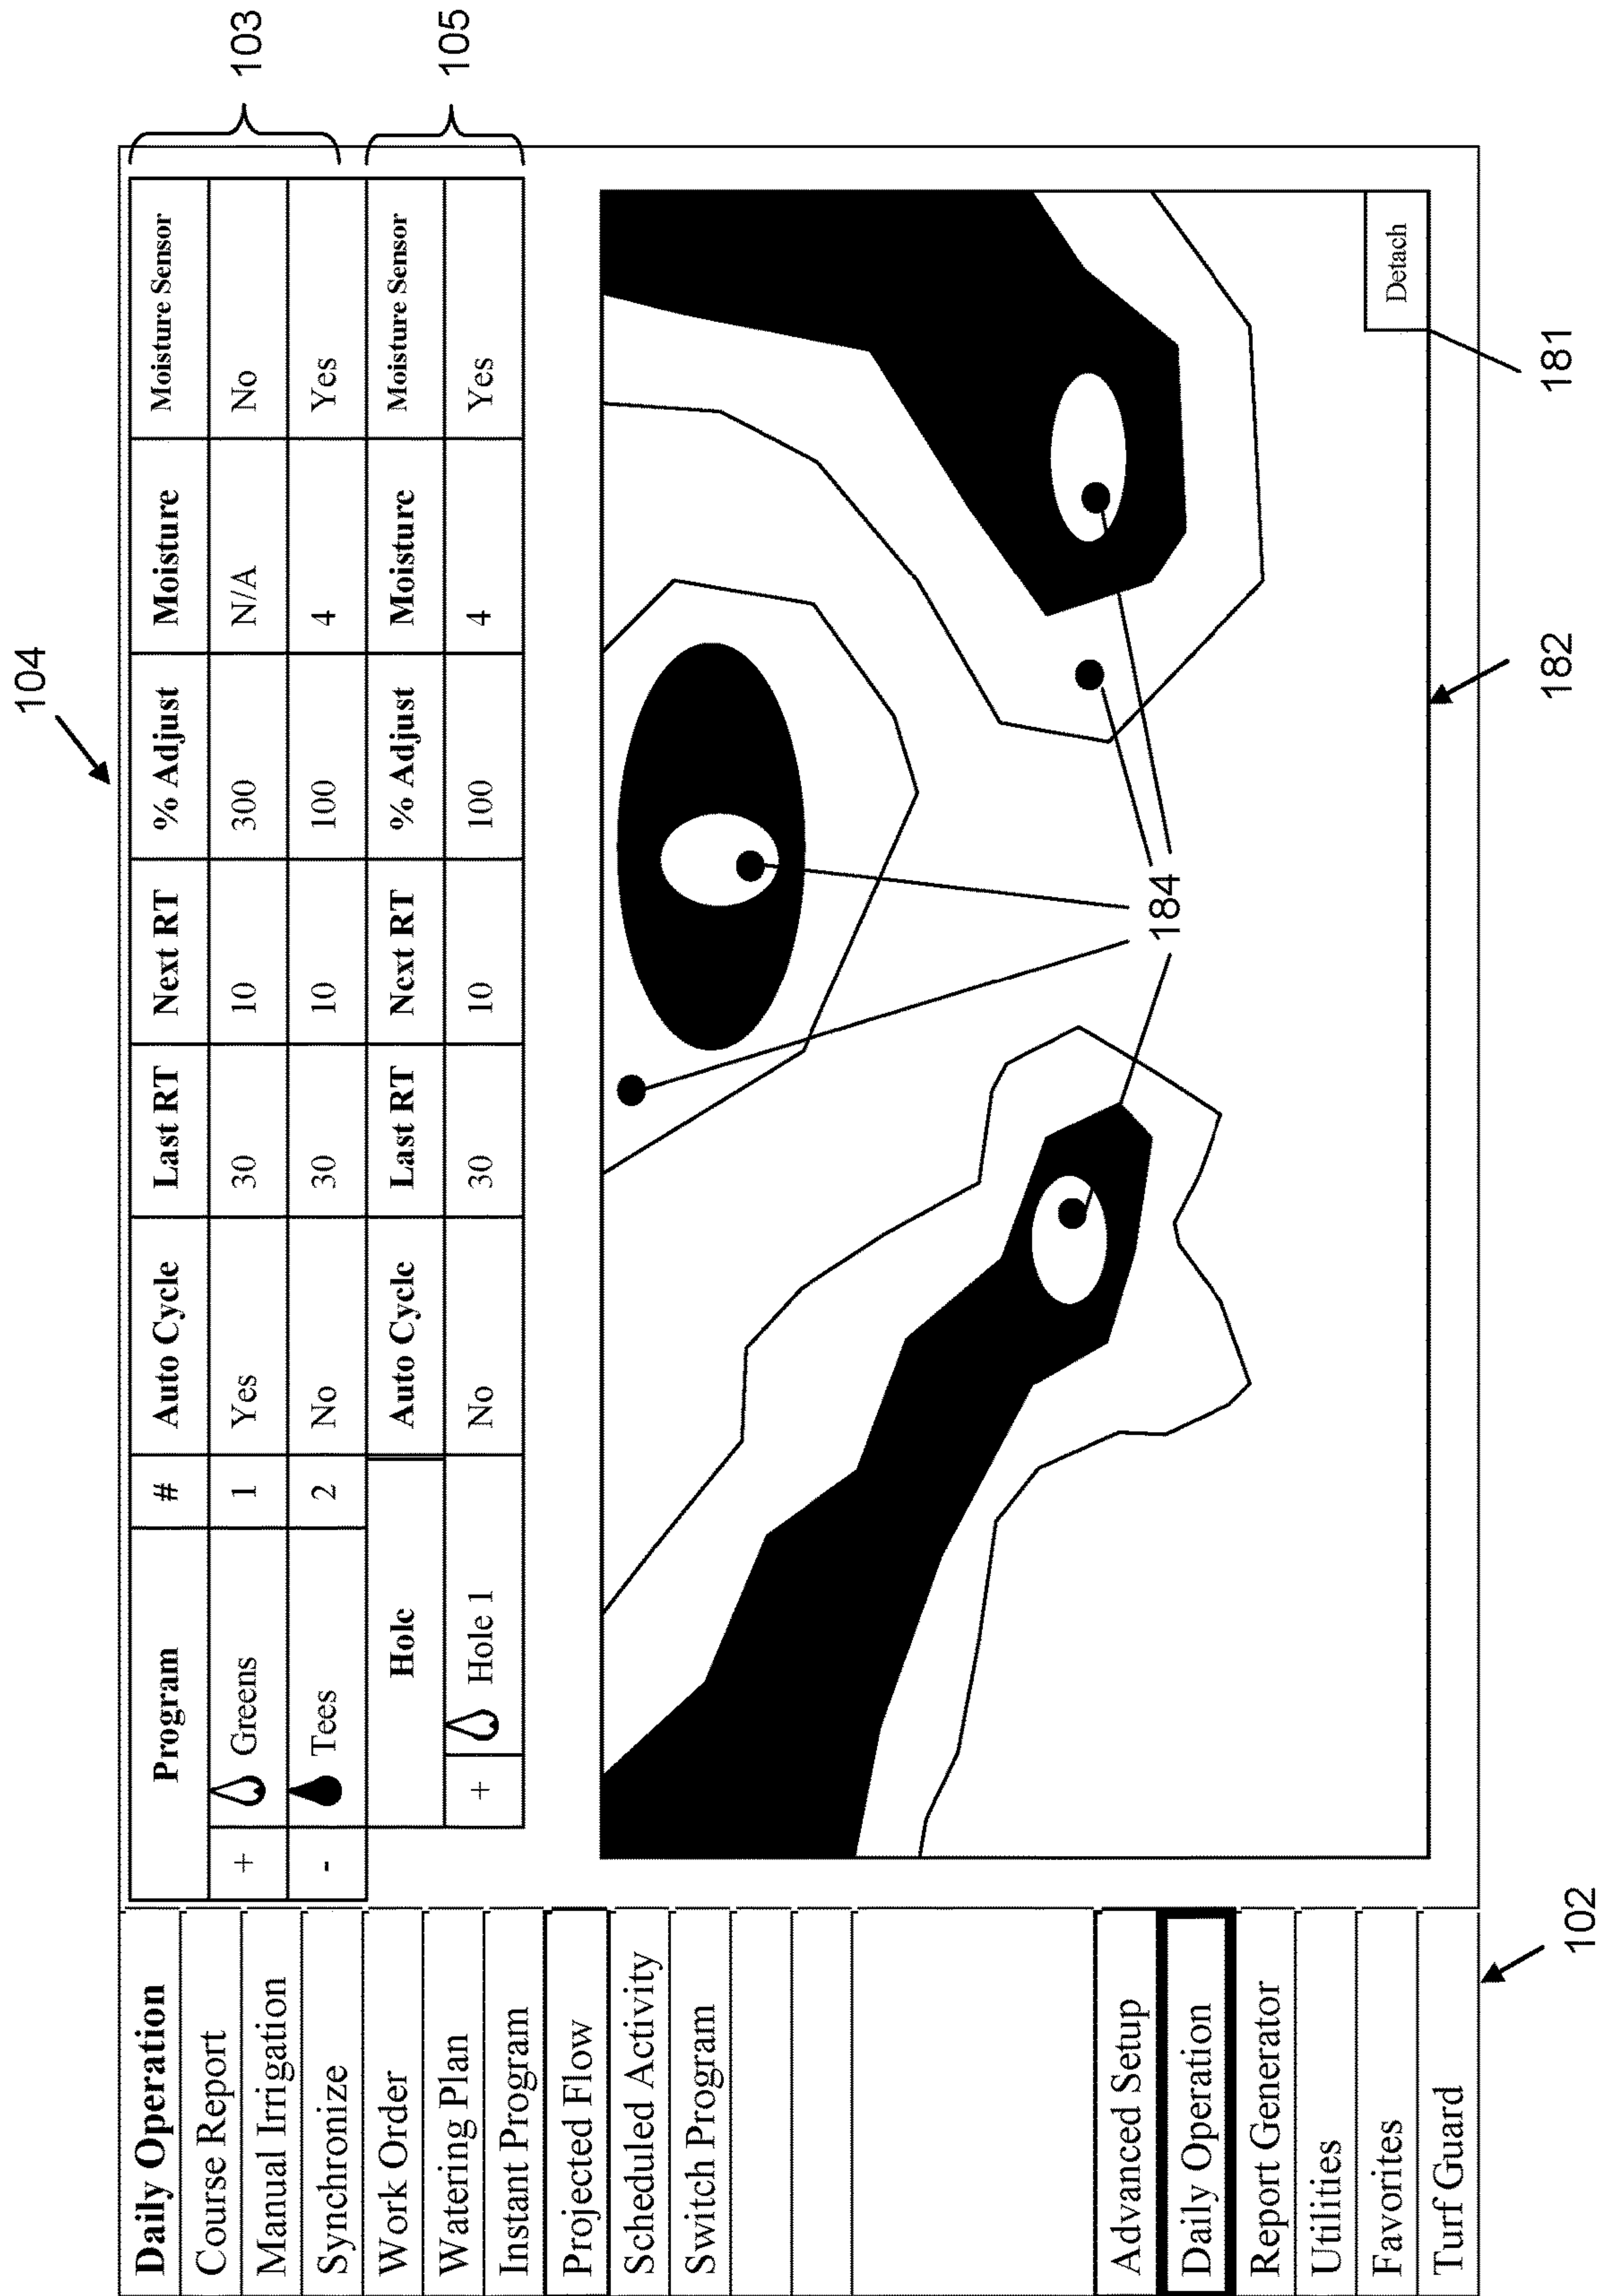 104
Daily Operation
Course Report
Manual Irrigation
Synchronize
Work Order
Watering Plan
Instant Program
Projected Flow
Scheduled Activity
Switch Program
Advanced Setup
Daily Operation
Report Generator
Utilities
Favorites
Turf Guard
102
Program # Auto Cycle Last RT Next RT % Adjust Moisture Moisture Sensor
+ Greens 1 Yes 30 10 300 N/A No
- Tees 2 No 30 10 100 4 Yes
103
Hole Auto Cycle Last RT Next RT % Adjust Moisture Moisture Sensor
+ Hole 1 No 30 10 100 4 Yes
105
184
Detach
181
182